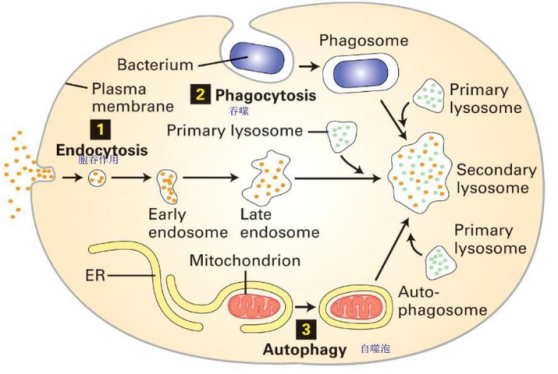 Bacterium
Phagosome
Plasma
membrane
2 Phagocytosis
吞噬
Primary
lysosome
1
Endocytosis
胞吞作用
Primary lysosome
Secondary
lysosome
Early
endosome
Late
endosome
Primary
lysosome
ER
Mitochondrion
Auto-
phagosome
3
Autophagy 自噬泡